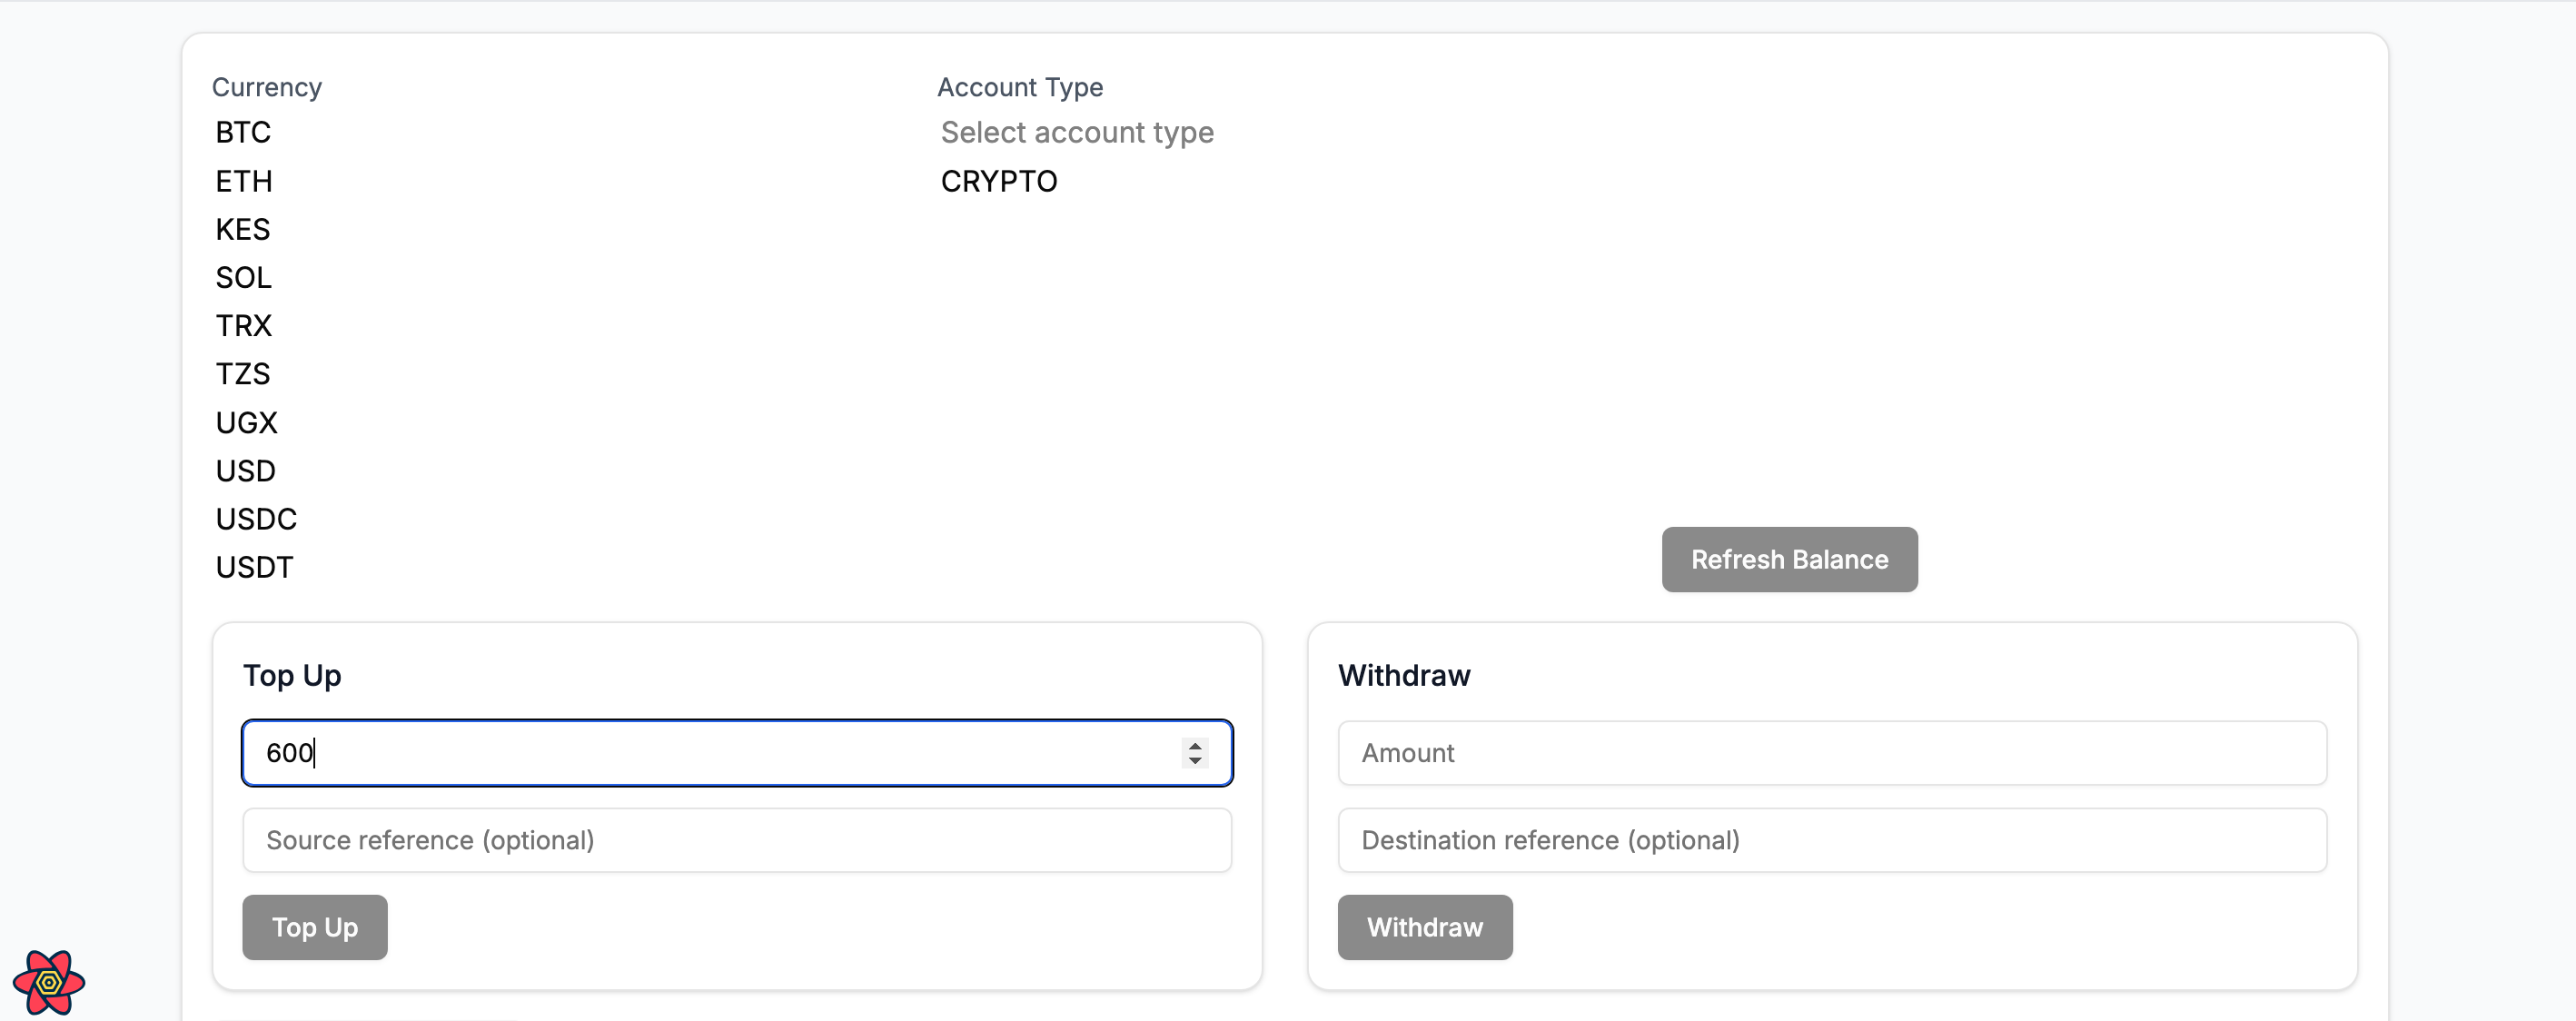 Currency
BTC
ETH
KES
SOL
TRX
TZS
UGX
USD
USDC
USDT
Account Type
Select account type
CRYPTO
Refresh Balance
Top Up
600
Source reference (optional)
Top Up
Withdraw
Amount
Destination reference (optional)
Withdraw